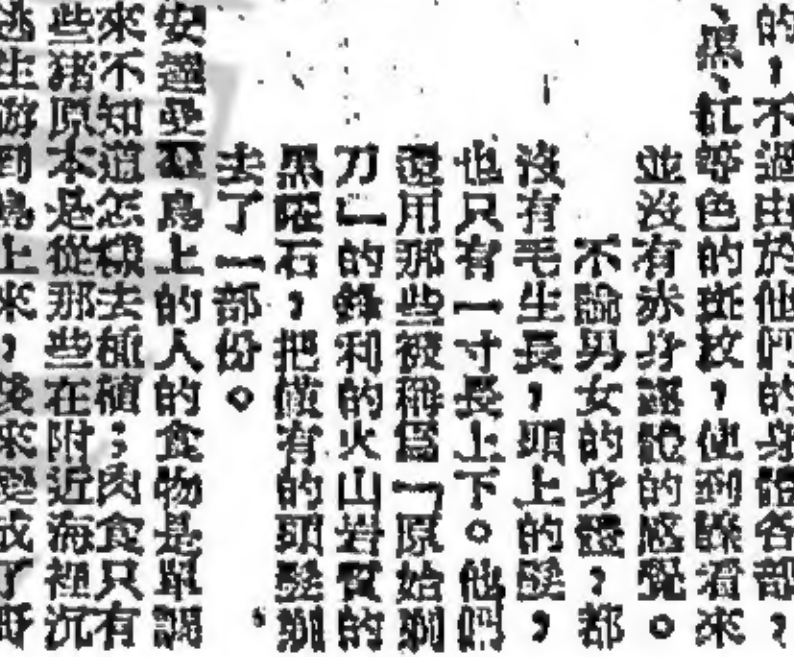 的，不過由於他們的身體各部，
、黑、紅等色的斑紋，使到睇看來
並沒有赤身露體的感覺。
不論男女的身體，都
沒有毛生長，頭上的髮，
也只有一寸長上下。他們
還用那些被稱爲「原始剃
刀」的鋒利的火山岩質的
黑曜石，把僅有的頭髮剃
去了一部份。
安達曼羣島上的人的食物是單調
來不知道怎樣去種植；肉食只有
些豬原本是從那些在附近海裡沉
逃生游到島上來，後來變成了野